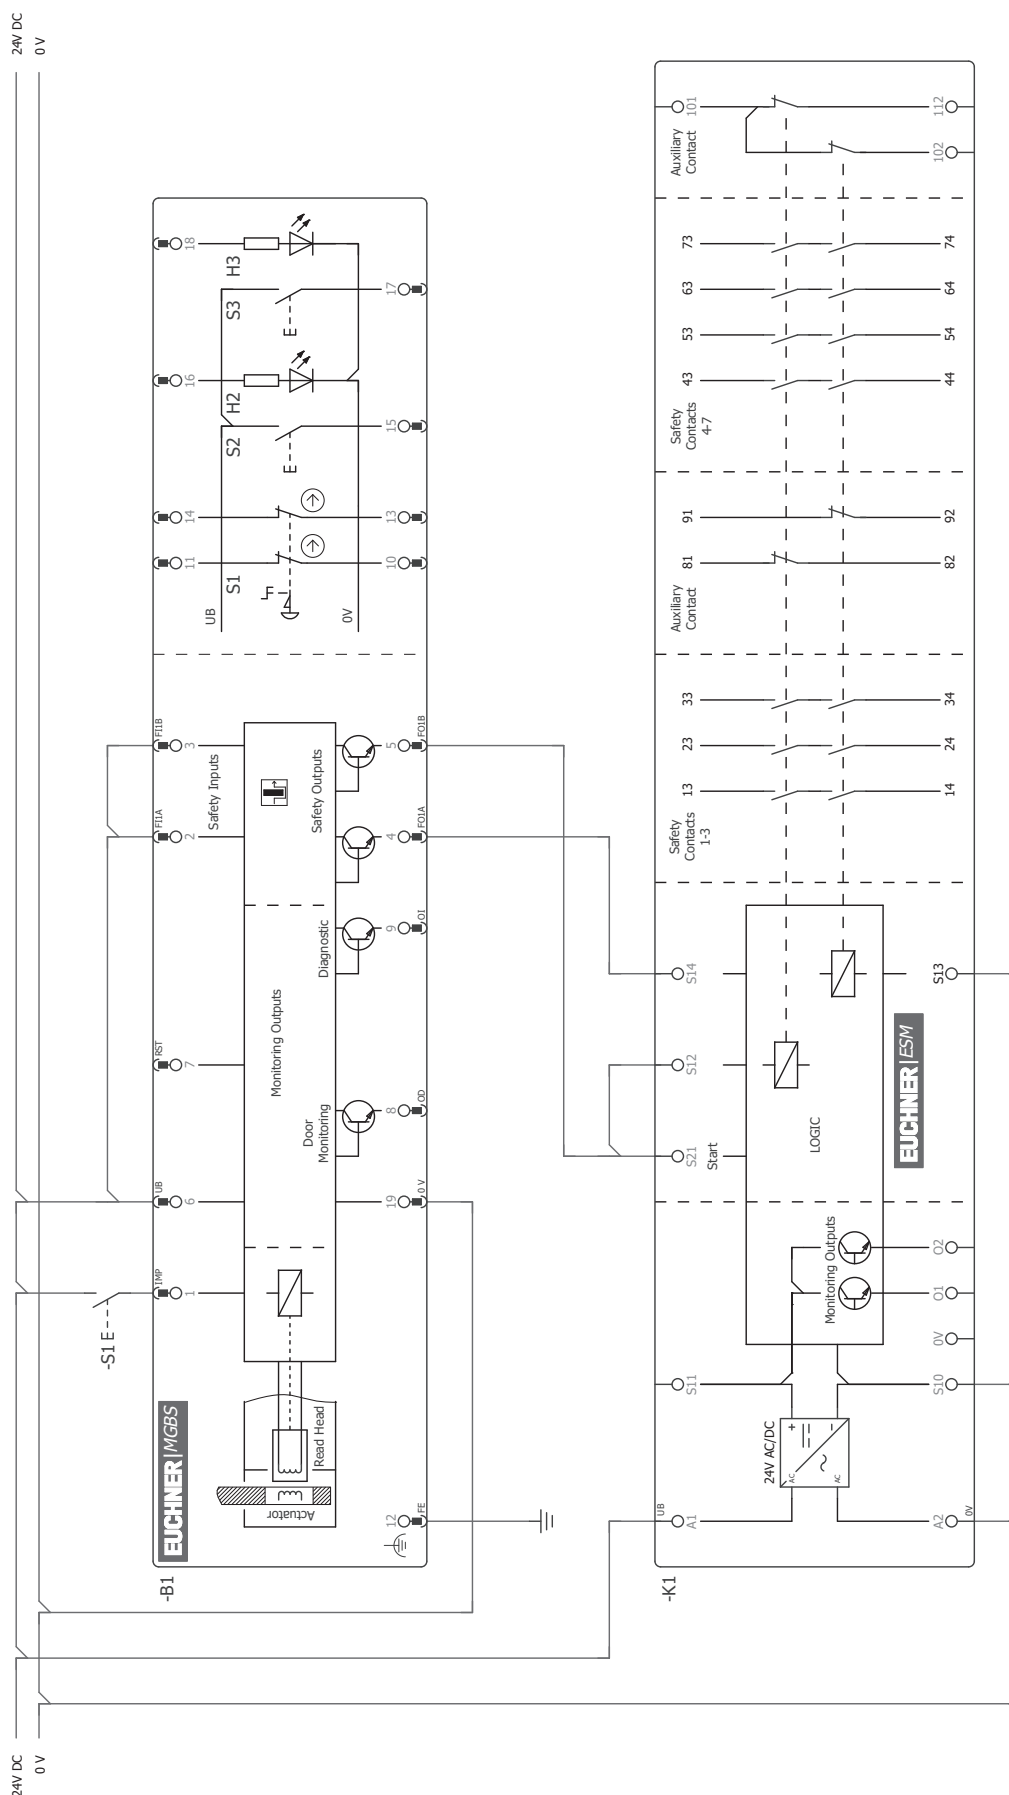 24V DC
0 V
24V DC
0 V
-B1
EUCHNER|MGBS
-S1 E
IMP
1
UB
6
RST
7
FI1A
2
FI1B
3
11
14
16
18
Safety Inputs
Safety Outputs
Monitoring Outputs
Diagnostic
Door
Monitoring
Read Head
Actuator
12
FE
19
0 V
8
OD
9
OI
4
FO1A
5
FO1B
UB
0V
S1
S2
H2
S3
H3
10
13
15
17
-K1
UB
A1
S11
S21
S12
S14
Start
LOGIC
EUCHNER|ESM
24V AC/DC
+
-
AC
AC
Monitoring Outputs
A2
0V
S10
0V
O1
O2
S13
Safety
Contacts
1-3
13
23
33
14
24
34
Auxiliary
Contact
81
91
82
92
Safety
Contacts
4-7
43
53
63
73
44
54
64
74
Auxiliary
Contact
101
102
112